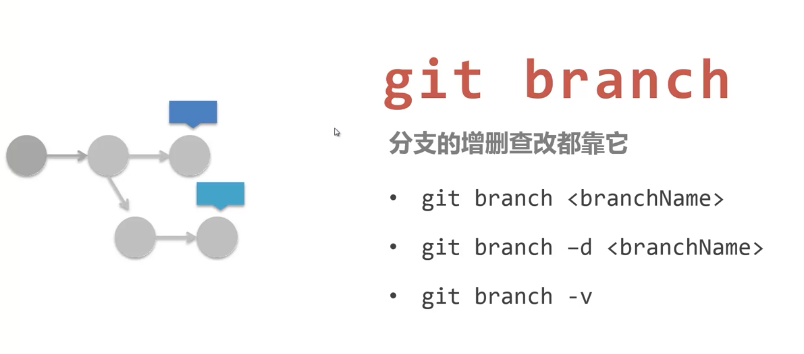 git branch
分支的增删查改都靠它
• git branch <branchName>
• git branch –d <branchName>
• git branch -v